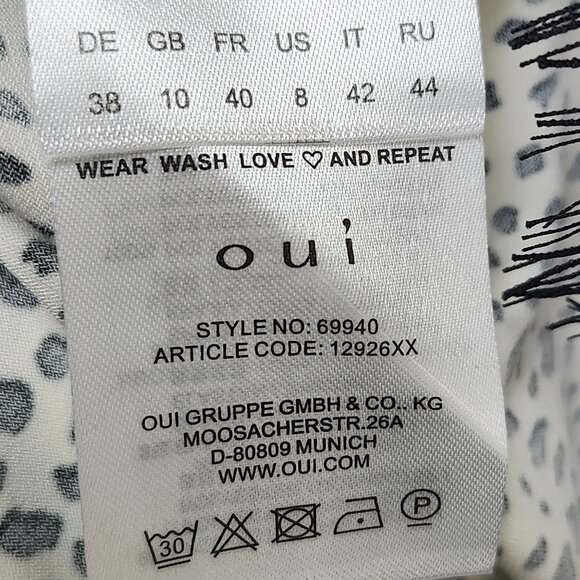 DE GB FR US IT RU
38 10 40 8 42 44
WEAR WASH LOVE ♡ AND REPEAT
oui
STYLE NO: 69940
ARTICLE CODE: 12926XX
OUI GRUPPE GMBH & CO.. KG
MOOSACHERSTR.26A
D-80809 MUNICH
WWW.OUI.COM
30 P